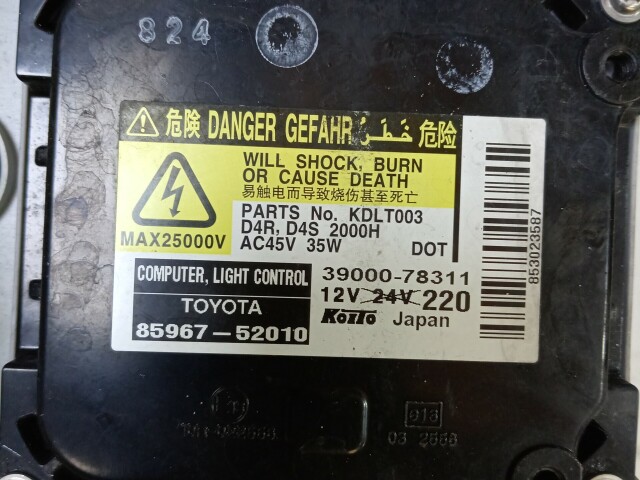 824
危険 DANGER GEFAHR خطر 危险
WILL SHOCK, BURN
OR CAUSE DEATH
易触电而导致烧伤甚至死亡
MAX25000V
PARTS No. KDLT003
D4R, D4S 2000H
AC45V 35W DOT
COMPUTER, LIGHT CONTROL
TOYOTA
85967-52010
39000-78311
12V 24V 220
KOITO Japan
853023587